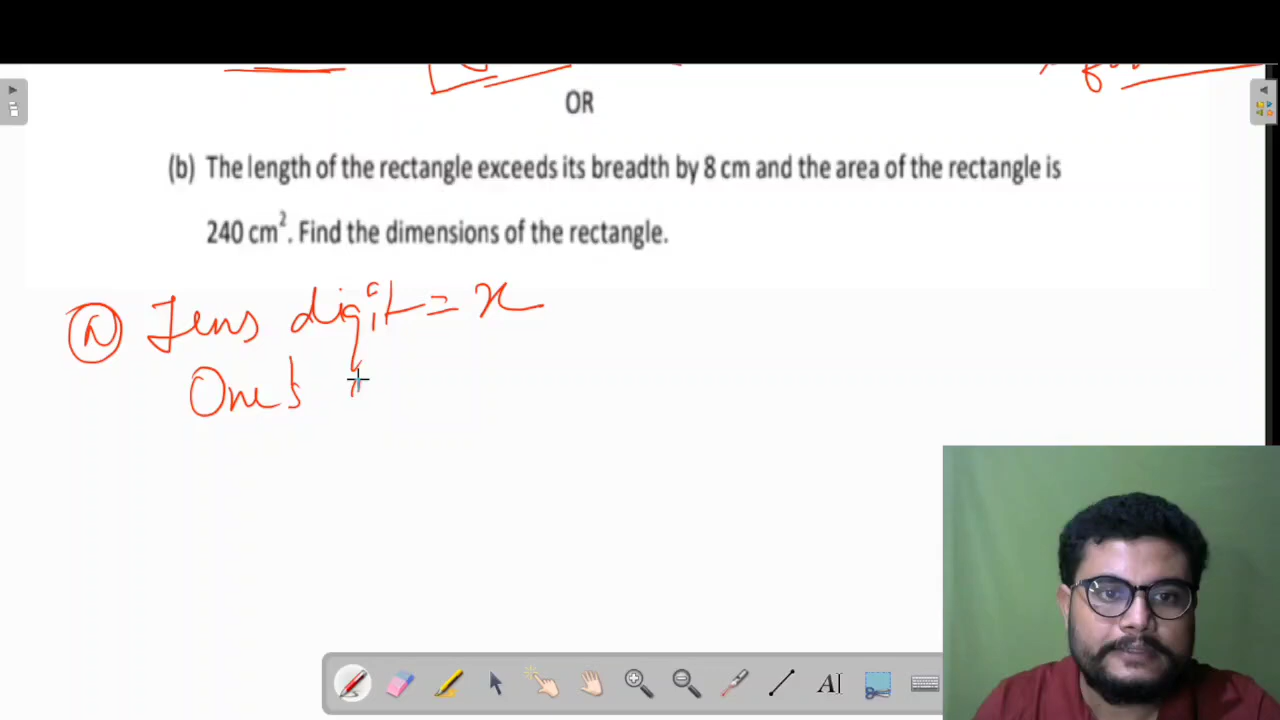 OR
(b) The length of the rectangle exceeds its breadth by 8 cm and the area of the rectangle is
240 cm². Find the dimensions of the rectangle.
Tens digit = x
One's
AI